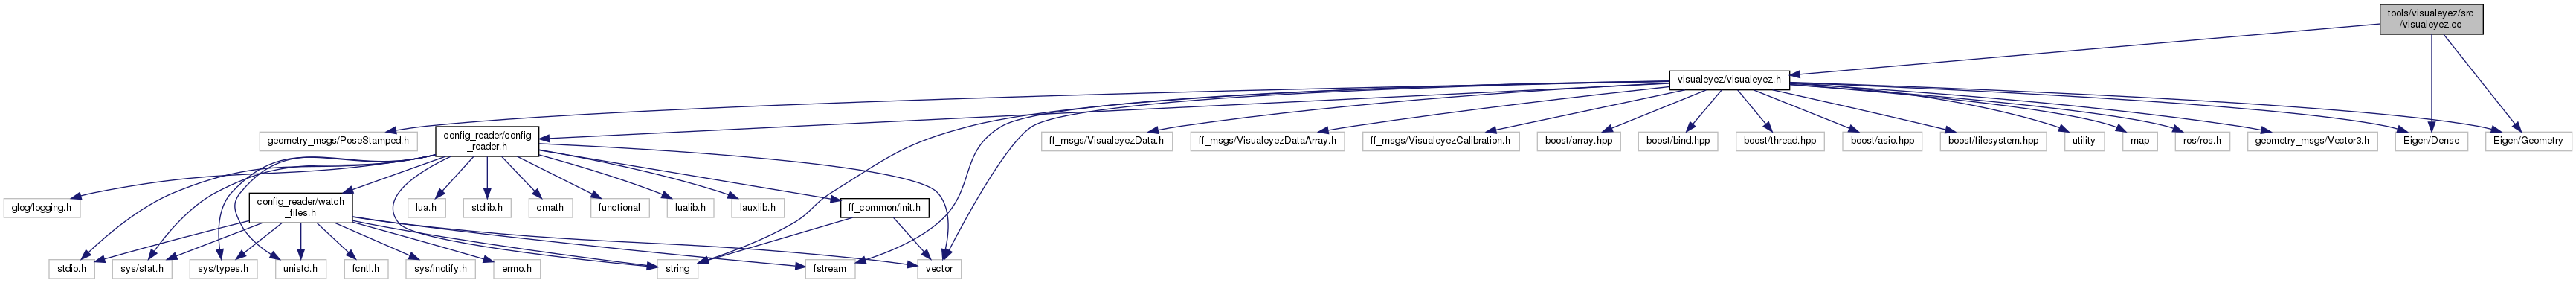 tools/visualeyez/src
/visualeyez.cc
visualeyez/visualeyez.h
geometry_msgs/PoseStamped.h
config_reader/config
_reader.h
ff_msgs/VisualeyezData.h
ff_msgs/VisualeyezDataArray.h
ff_msgs/VisualeyezCalibration.h
boost/array.hpp
boost/bind.hpp
boost/thread.hpp
boost/asio.hpp
boost/filesystem.hpp
utility
map
ros/ros.h
geometry_msgs/Vector3.h
Eigen/Dense
Eigen/Geometry
glog/logging.h
config_reader/watch
_files.h
lua.h
stdlib.h
cmath
functional
lualib.h
lauxlib.h
ff_common/init.h
stdio.h
sys/stat.h
sys/types.h
unistd.h
fcntl.h
sys/inotify.h
errno.h
string
fstream
vector